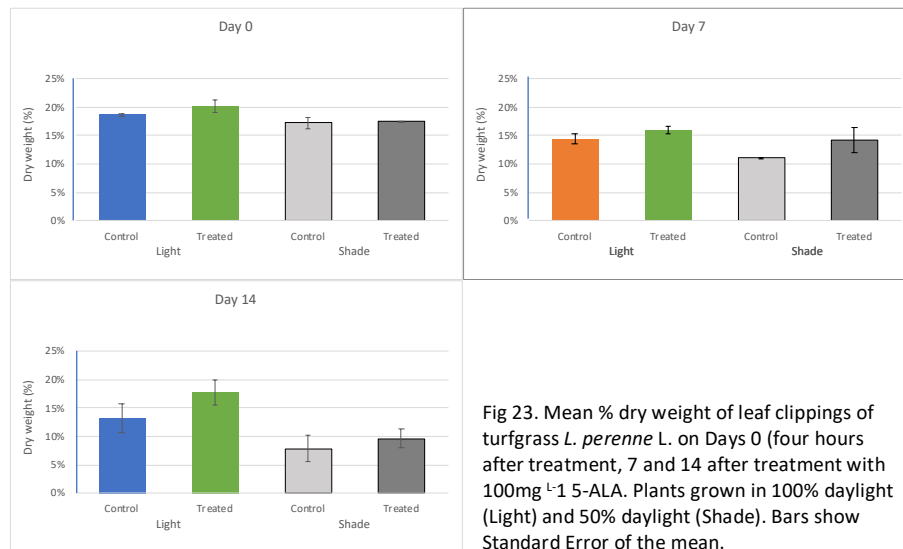 Day 0
25%
20%
15%
10%
5%
0%
Dry weight (%)
Control Treated Control Treated
Light Shade
Day 7
25%
20%
15%
10%
5%
0%
Dry weight (%)
Control Treated Control Treated
Light Shade
Day 14
25%
20%
15%
10%
5%
0%
Dry weight (%)
Control Treated Control Treated
Light Shade
Fig 23. Mean % dry weight of leaf clippings of
turfgrass L. perenne L. on Days 0 (four hours
after treatment, 7 and 14 after treatment with
100mg L-1 5-ALA. Plants grown in 100% daylight
(Light) and 50% daylight (Shade). Bars show
Standard Error of the mean.